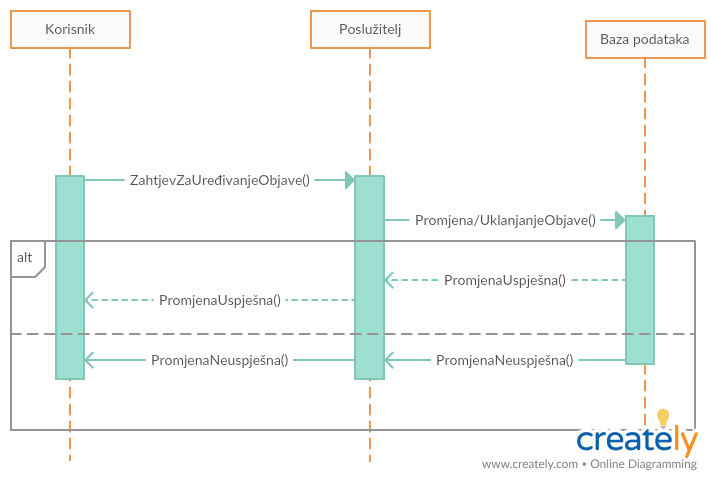 Korisnik
Poslužitelj
Baza podataka
ZahtjevZaUređivanjeObjave()
Promjena/UklanjanjeObjave()
alt
PromjenaUspješna()
PromjenaUspješna()
PromjenaNeuspješna()
PromjenaNeuspješna()
creately
www.creately.com • Online Diagramming